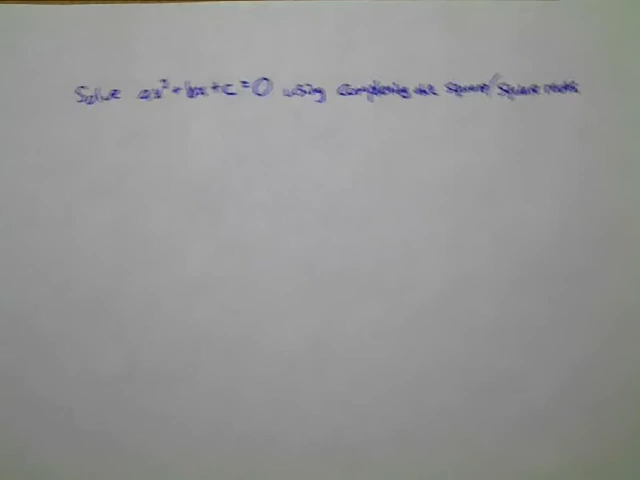 Solve ax² + bx + c = 0 using completing the square/square roots